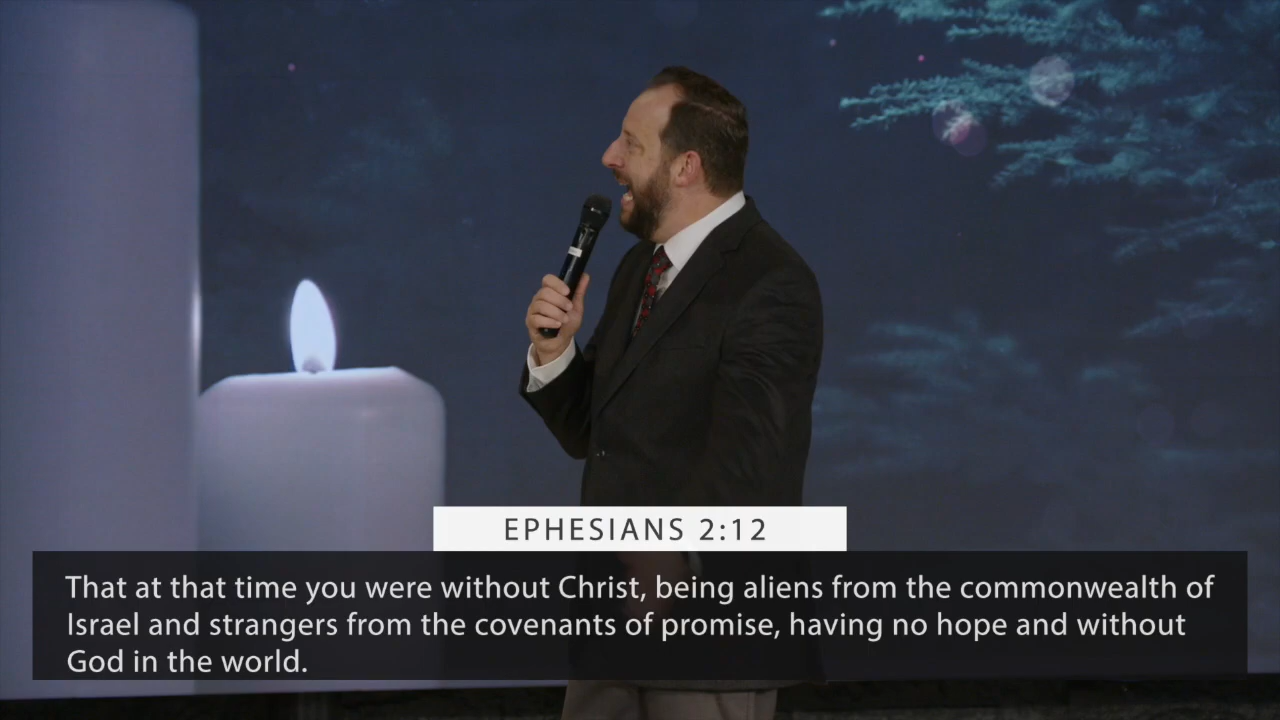 EPHESIANS 2:12
That at that time you were without Christ, being aliens from the commonwealth of
Israel and strangers from the covenants of promise, having no hope and without
God in the world.